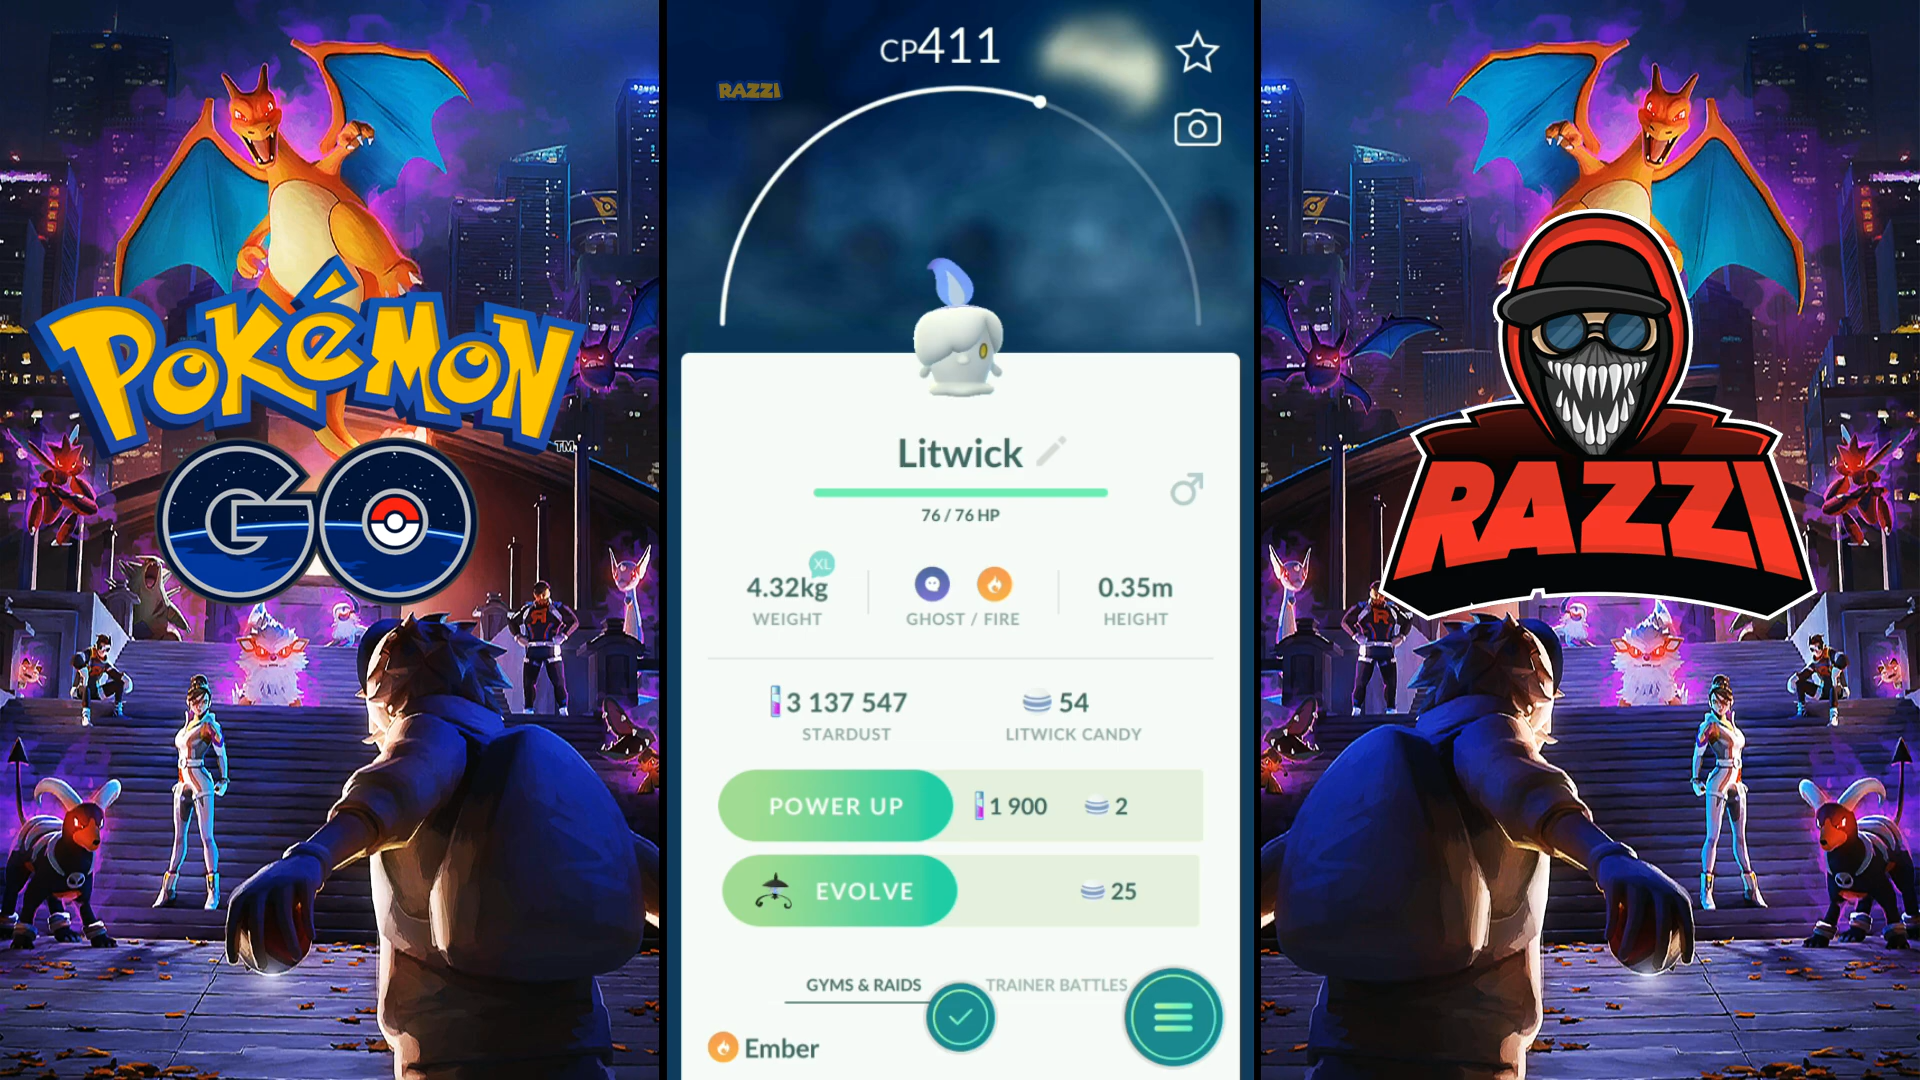 POKÉMON
GO
TM
CP411
RAZZI
Litwick
76 / 76 HP
XL
4.32kg
WEIGHT
GHOST / FIRE
0.35m
HEIGHT
3 137 547
STARDUST
54
LITWICK CANDY
POWER UP
1 900
2
EVOLVE
25
GYMS & RAIDS
TRAINER BATTLES
Ember
RAZZI